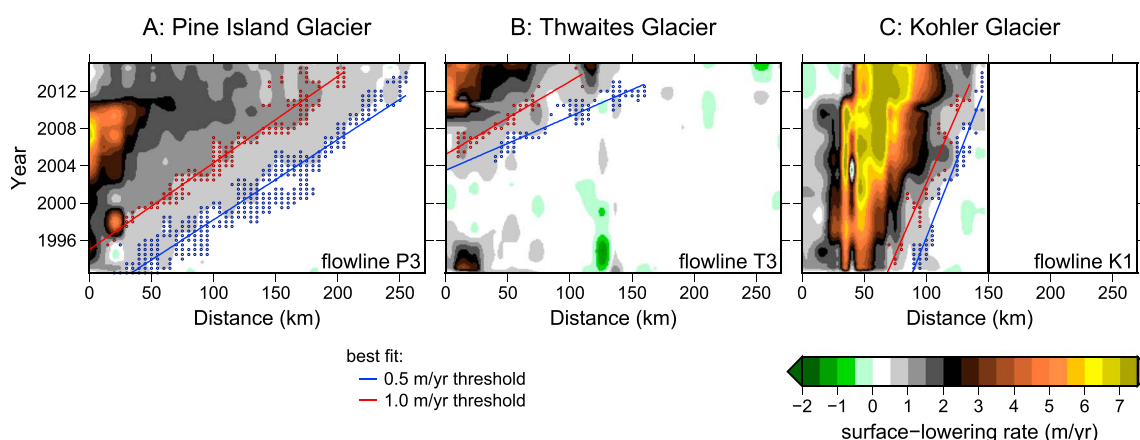 A: Pine Island Glacier
B: Thwaites Glacier
C: Kohler Glacier
Year
2012
2008
2004
2000
1996
flowline P3
flowline T3
flowline K1
0 50 100 150 200 250
0 50 100 150 200 250
0 50 100 150 200 250
Distance (km)
Distance (km)
Distance (km)
best fit:
0.5 m/yr threshold
1.0 m/yr threshold
−2 −1 0 1 2 3 4 5 6 7
surface−lowering rate (m/yr)